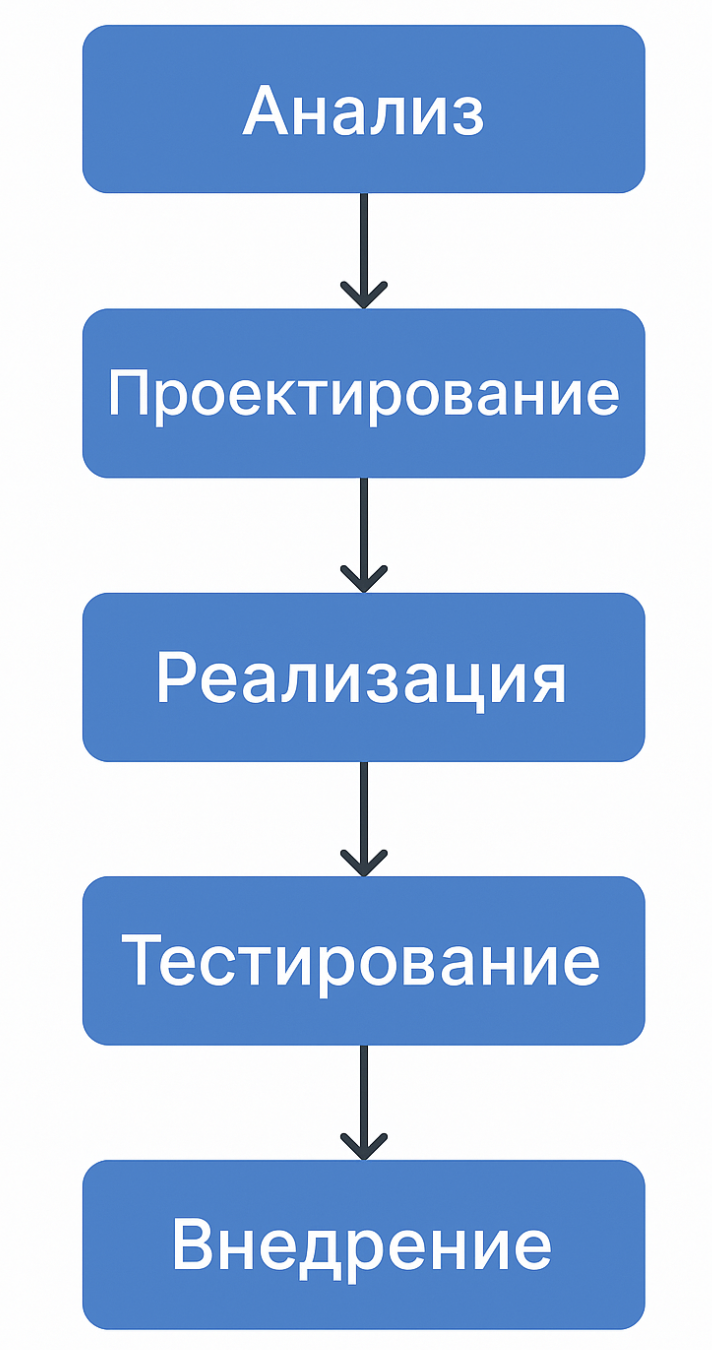 Анализ
Проектирование
Реализация
Тестирование
Внедрение